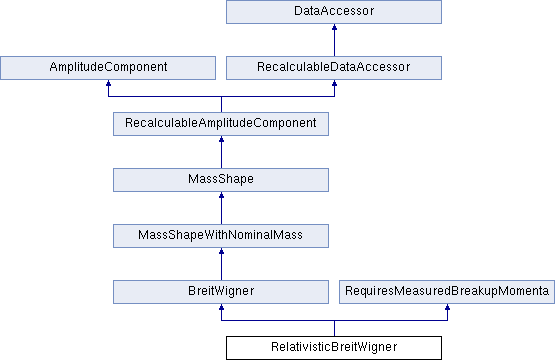 DataAccessor
AmplitudeComponent
RecalculableDataAccessor
RecalculableAmplitudeComponent
MassShape
MassShapeWithNominalMass
BreitWigner
RequiresMeasuredBreakupMomenta
RelativisticBreitWigner